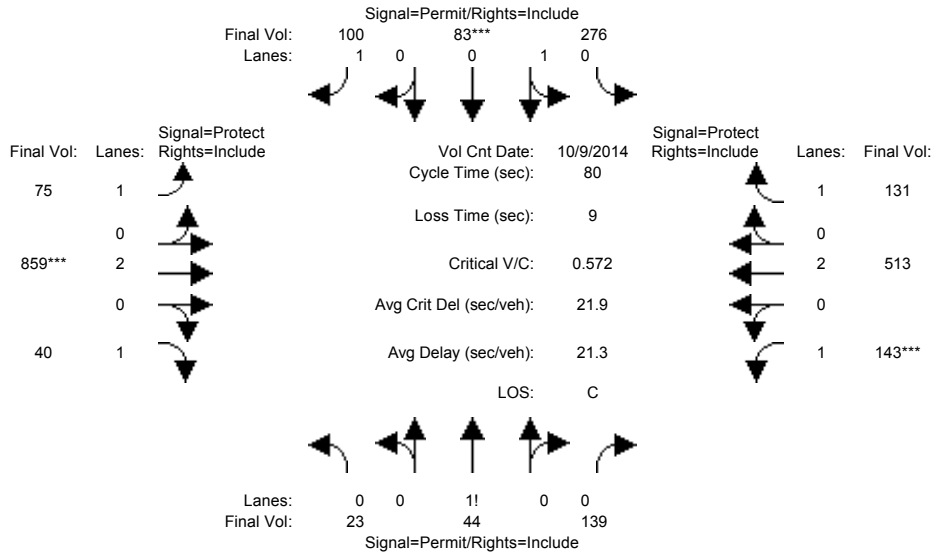 Signal=Permit/Rights=Include
Final Vol: 100 83*** 276
Lanes: 1 0 0 1 0
Signal=Protect Signal=Protect
Final Vol: Lanes: Rights=Include Vol Cnt Date: 10/9/2014 Rights=Include Lanes: Final Vol:
Cycle Time (sec): 80
75 1 1 131
Loss Time (sec): 9
0 0
859*** 2 Critical V/C: 0.572 2 513
0 Avg Crit Del (sec/veh): 21.9 0
40 1 Avg Delay (sec/veh): 21.3 1 143***
LOS: C
Lanes: 0 0 1! 0 0
Final Vol: 23 44 139
Signal=Permit/Rights=Include